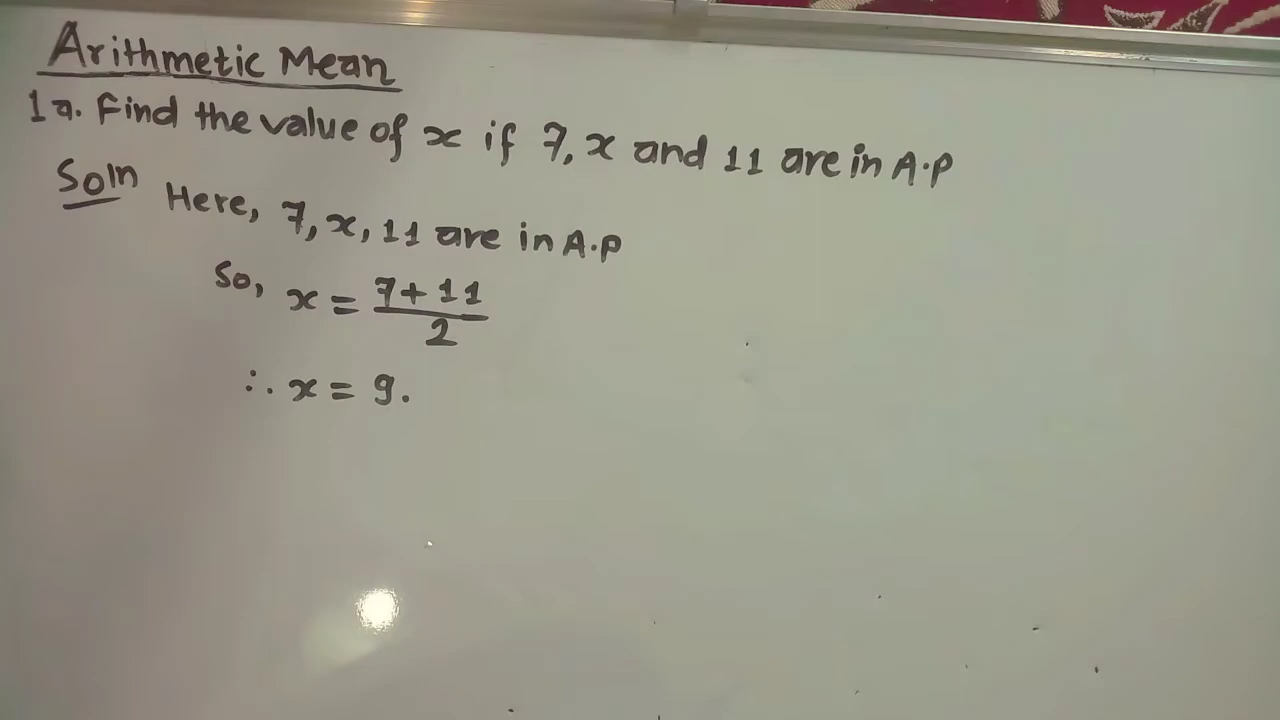 Arithmetic Mean
1a. Find the value of x if 7, x and 11 are in A.P
Soln Here, 7, x, 11 are in A.P
So, x = 7+11
2
∴ x = 9.